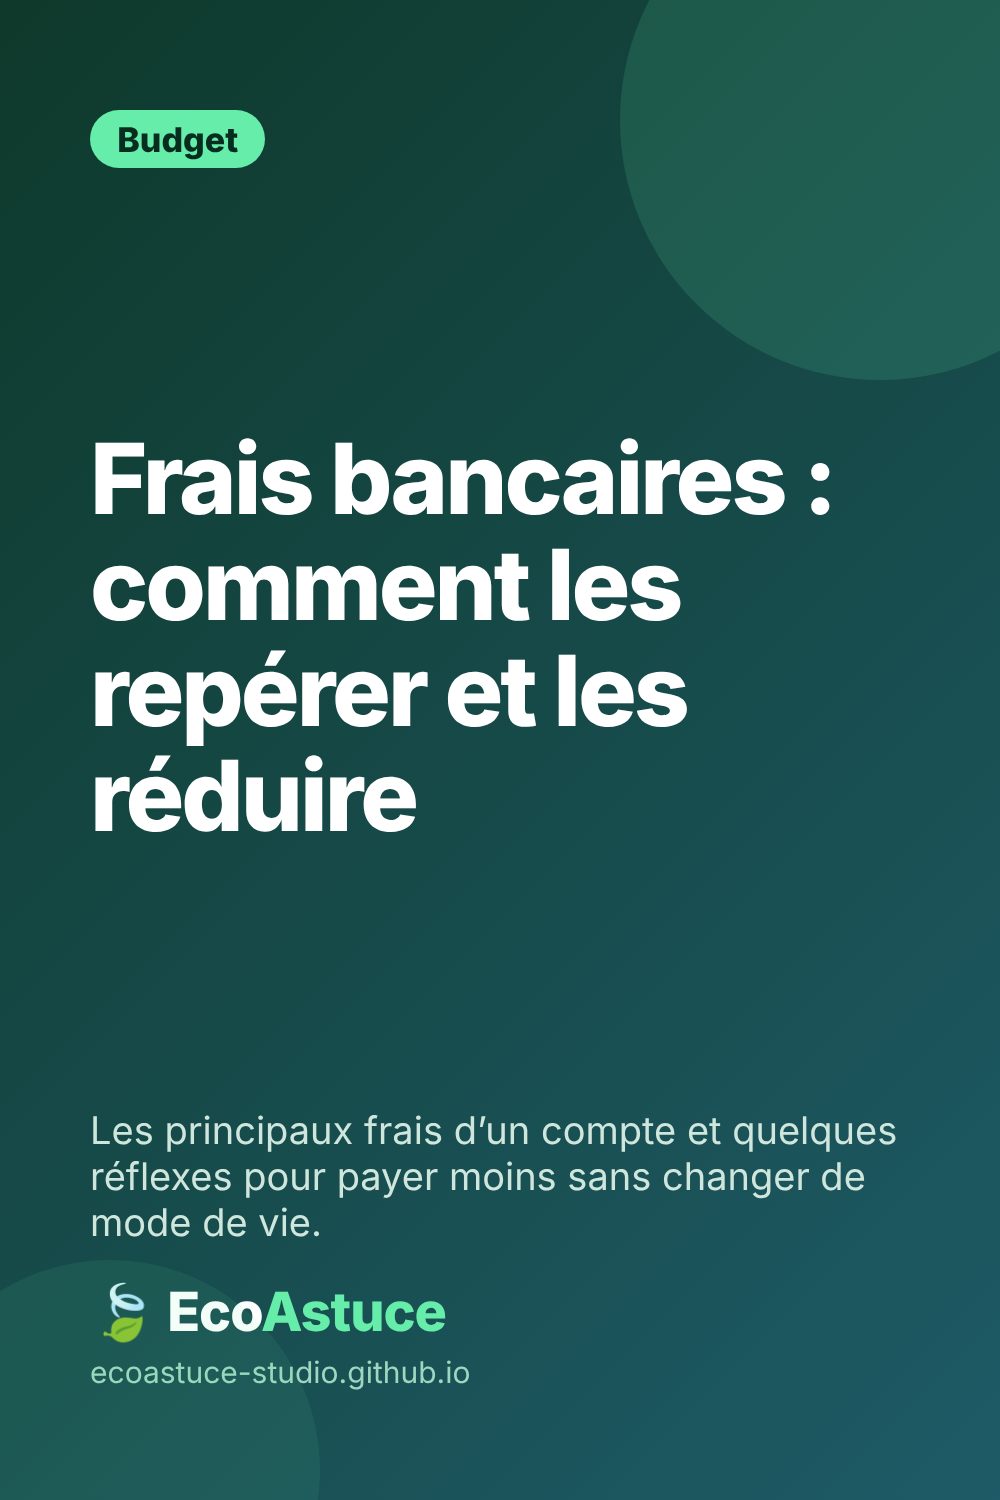 Budget
Frais bancaires :
comment les
repérer et les
réduire
Les principaux frais d’un compte et quelques
réflexes pour payer moins sans changer de
mode de vie.
EcoAstuce
ecoastuce-studio.github.io